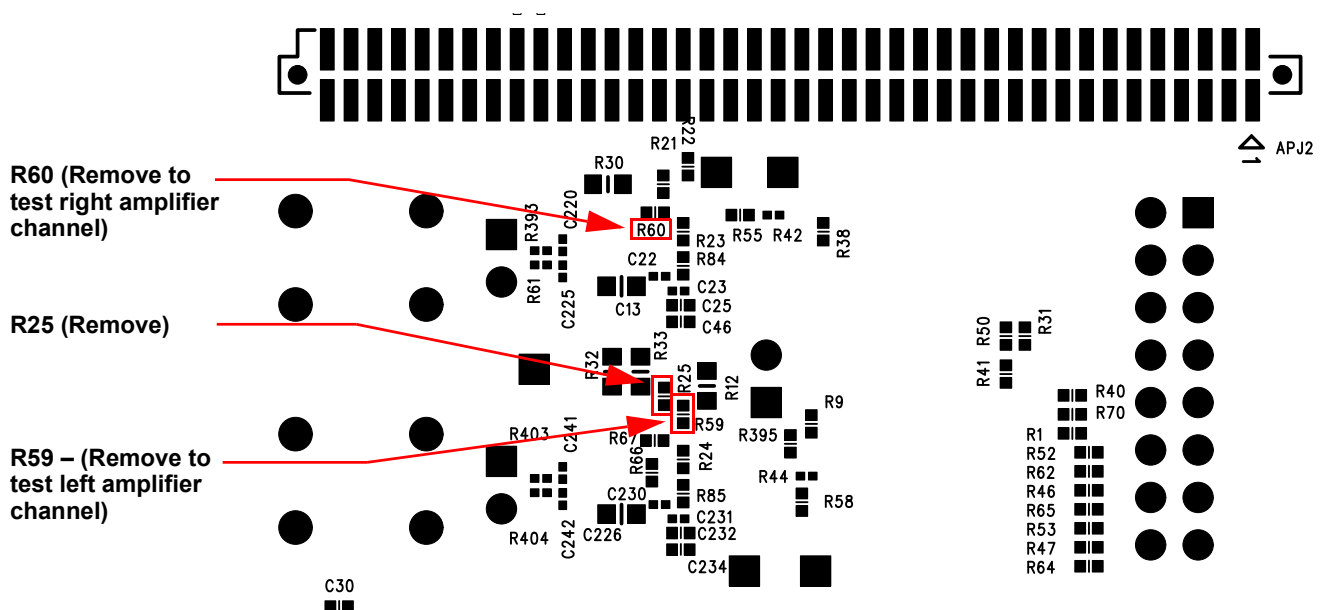 R22
R21
APJ2
1
R60 (Remove to
test right amplifier
channel)
R30
C220
R393
R60
R23
R55
R42
R38
R84
C22
R61
C225
C13
C23
C25
C46
R25 (Remove)
R50
R31
R33
R32
R25
R12
R41
R40
R70
R1
R9
R59
R395
R67
R403
C241
R59 – (Remove to
test left amplifier
channel)
R24
R66
R44
R52
R62
R46
R65
R53
R47
R64
C230
R85
R58
C231
C232
C226
C242
R404
C234
C30